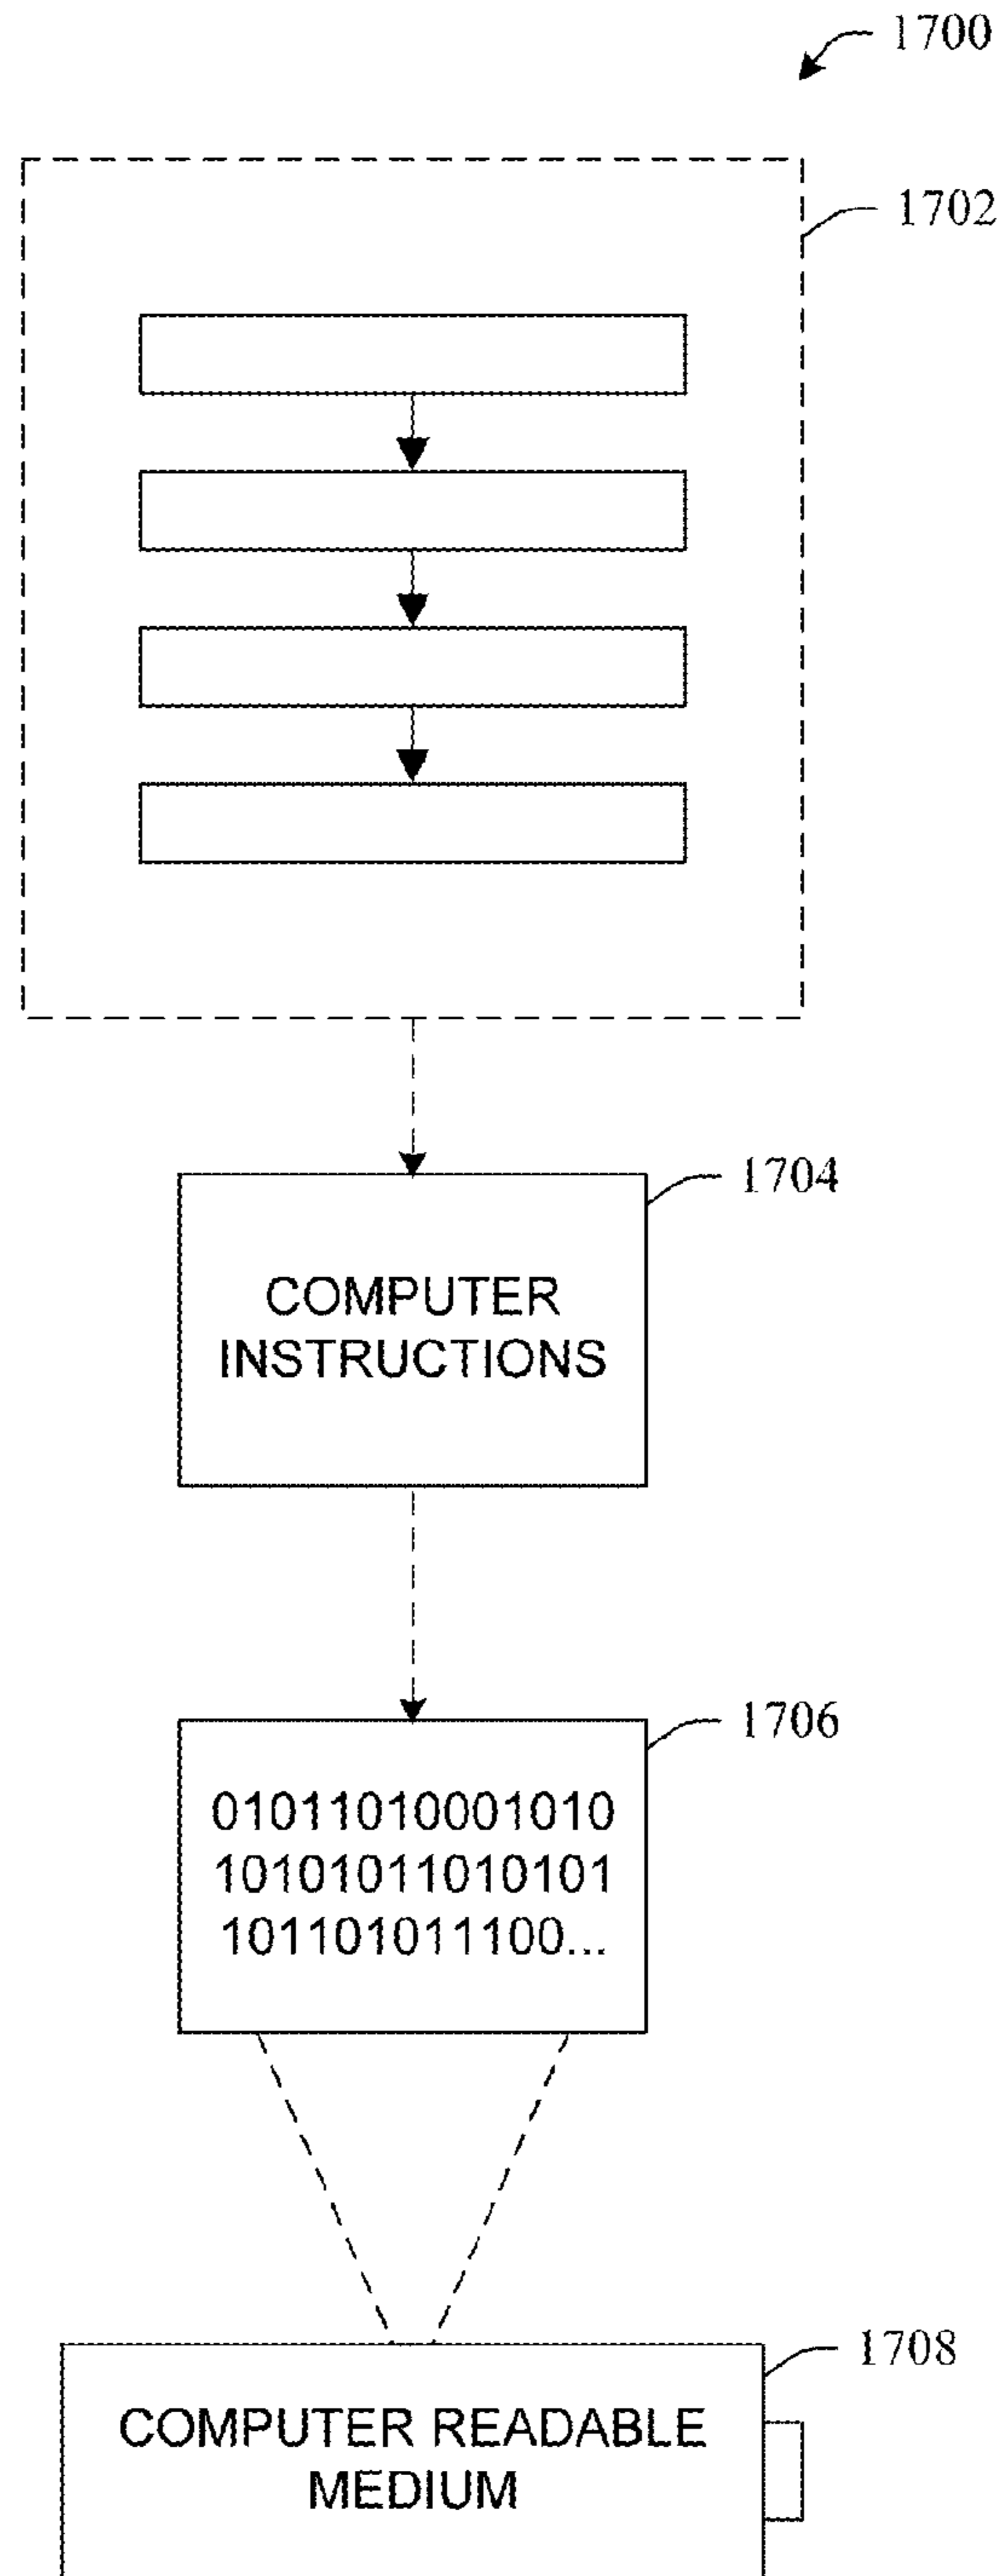 1700
1702
1704
COMPUTER
INSTRUCTIONS
1706
01011010001010
10101011010101
101101011100...
1708
COMPUTER READABLE
MEDIUM